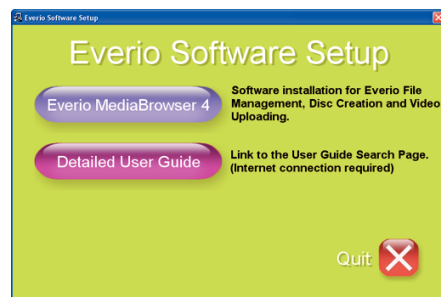 Everio Software Setup
Everio Software Setup
Everio MediaBrowser 4
Software installation for Everio File
Management, Disc Creation and Video
Uploading.
Detailed User Guide
Link to the User Guide Search Page.
(Internet connection required)
Quit